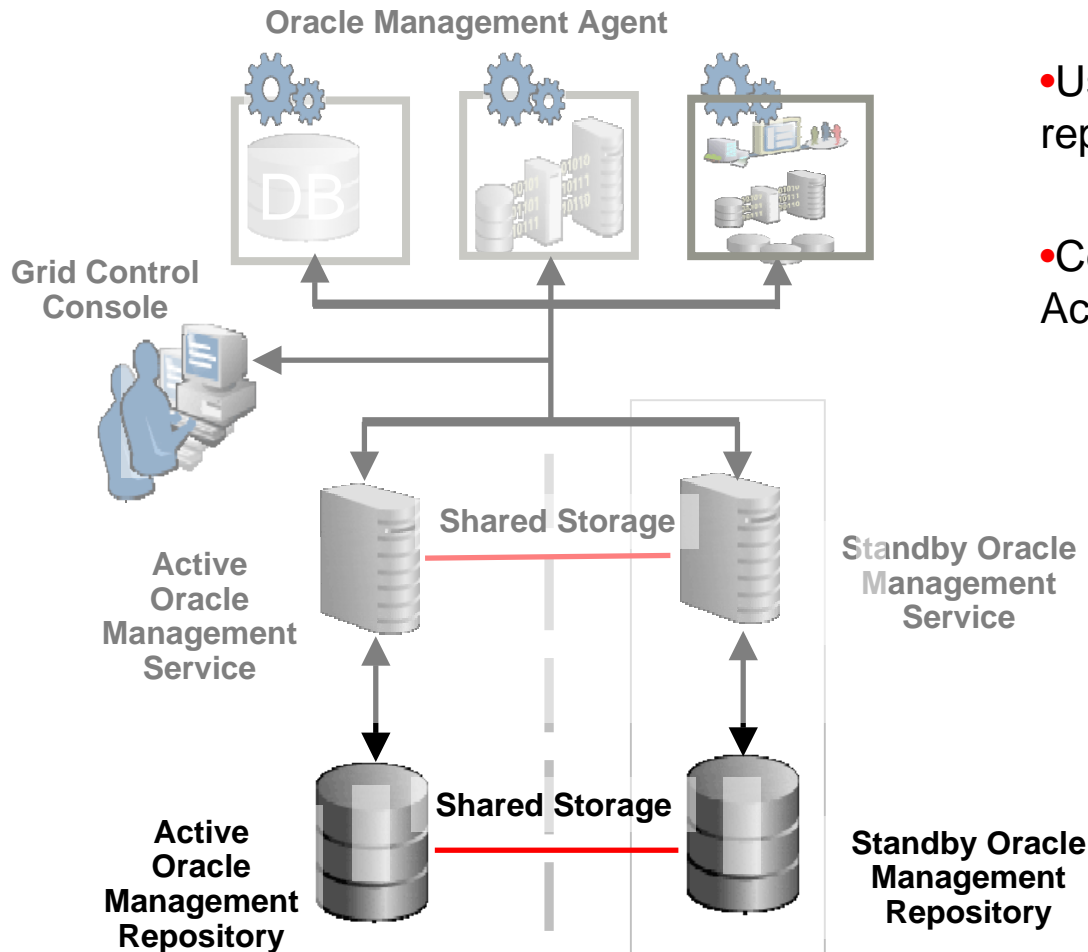 Oracle Management Agent
DB
Grid Control
Console
Shared Storage
Active
Oracle
Management
Service
Standby Oracle
Management
Service
Shared Storage
Active
Oracle
Management
Repository
Standby Oracle
Management
Repository